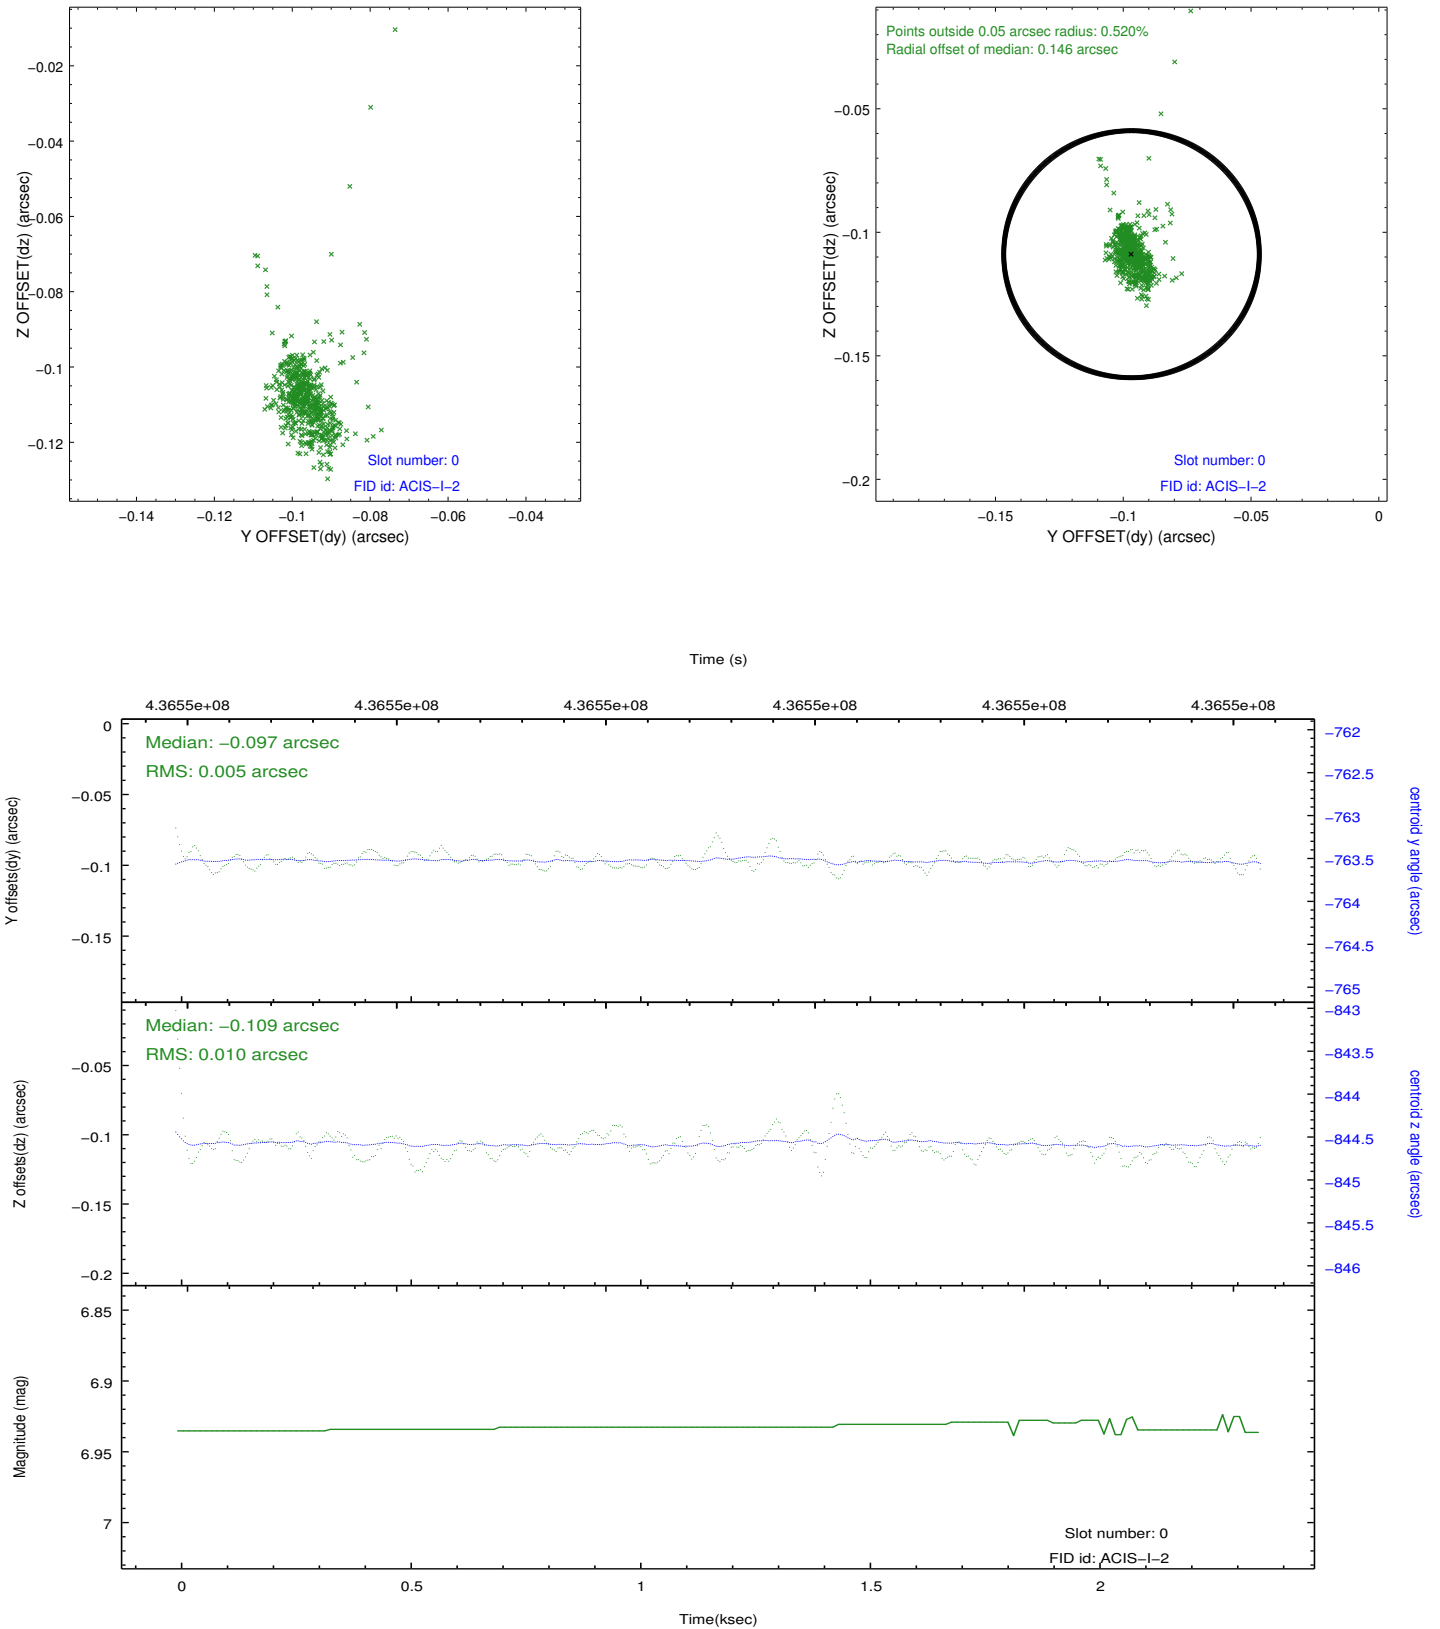 −0.02
−0.04
−0.06
−0.08
−0.1
−0.12
Z OFFSET(dz) (arcsec)
Slot number: 0
FID id: ACIS−I−2
−0.14 −0.12 −0.1 −0.08 −0.06 −0.04
Y OFFSET(dy) (arcsec)
Points outside 0.05 arcsec radius: 0.520%
Radial offset of median: 0.146 arcsec
−0.05
−0.1
−0.15
−0.2
Z OFFSET(dz) (arcsec)
Slot number: 0
FID id: ACIS−I−2
−0.15 −0.1 −0.05 0
Y OFFSET(dy) (arcsec)
Time (s)
4.3655e+08 4.3655e+08 4.3655e+08 4.3655e+08 4.3655e+08 4.3655e+08
Median: −0.097 arcsec
RMS: 0.005 arcsec
0
−0.05
−0.1
−0.15
Y offsets(dy) (arcsec)
−762
−762.5
−763
−763.5
−764
−764.5
−765
centroid y angle (arcsec)
Median: −0.109 arcsec
RMS: 0.010 arcsec
−0.05
−0.1
−0.15
−0.2
Z offsets(dz) (arcsec)
−843
−843.5
−844
−844.5
−845
−845.5
−846
centroid z angle (arcsec)
6.85
6.9
6.95
7
Magnitude (mag)
Slot number: 0
FID id: ACIS−I−2
0 0.5 1 1.5 2
Time(ksec)